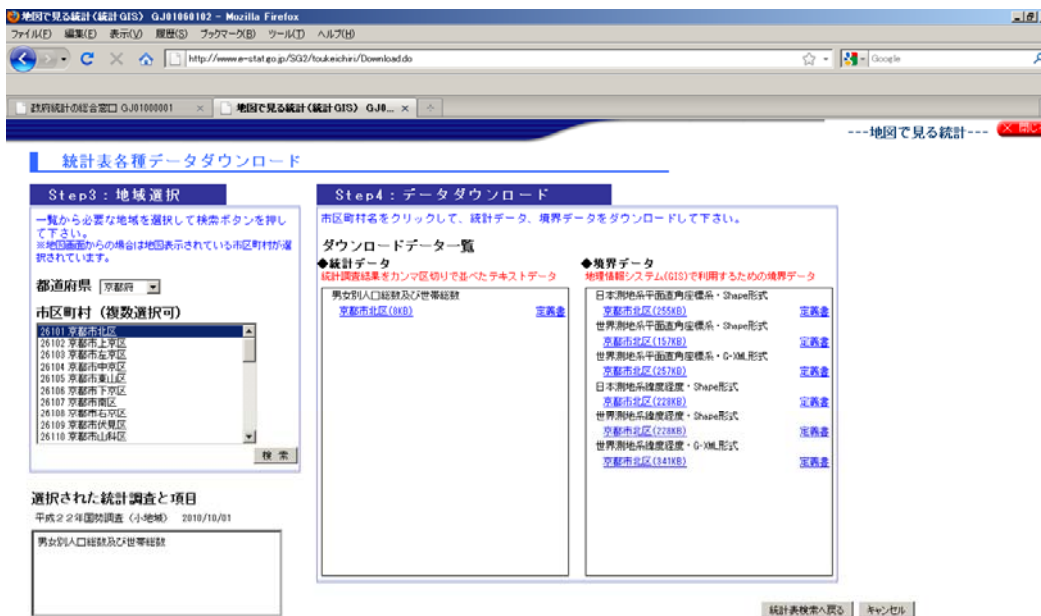 地図で見る統計(統計GIS) GJ01060102 - Mozilla Firefox
ファイル(F) 編集(E) 表示(V) 履歴(S) ブックマーク(B) ツール(T) ヘルプ(H)
http://www.e-stat.go.jp/SG2/toukeichiri/Download.do
Google
政府統計の総合窓口 GJ01000001
地図で見る統計(統計GIS) GJ0...
---地図で見る統計---
統計表各種データダウンロード
Step3:地域選択
一覧から必要な地域を選択して検索ボタンを押し
て下さい。
※地図画面からの場合は地図表示されている市区町村が選
択されています。
都道府県 京都府
市区町村(複数選択可)
26101 京都市北区
26102 京都市上京区
26103 京都市左京区
26104 京都市中京区
26105 京都市東山区
26106 京都市下京区
26107 京都市南区
26108 京都市右京区
26109 京都市伏見区
26110 京都市山科区
検 索
選択された統計調査と項目
平成22年国勢調査(小地域) 2010/10/01
男女別人口総数及び世帯総数
Step4:データダウンロード
市区町村名をクリックして、統計データ、境界データをダウンロードして下さい。
ダウンロードデータ一覧
◆統計データ
統計調査結果をカンマ区切りで並べたテキストデータ
男女別人口総数及び世帯総数
京都市北区(8KB) 定義書
◆境界データ
地理情報システム(GIS)で利用するための境界データ
日本測地系平面直角座標系・Shape形式
京都市北区(255KB) 定義書
世界測地系平面直角座標系・Shape形式
京都市北区(157KB) 定義書
世界測地系平面直角座標系・G-XML形式
京都市北区(257KB) 定義書
日本測地系緯度経度・Shape形式
京都市北区(228KB) 定義書
世界測地系緯度経度・Shape形式
京都市北区(228KB) 定義書
世界測地系緯度経度・G-XML形式
京都市北区(341KB) 定義書
統計表検索へ戻る キャンセル